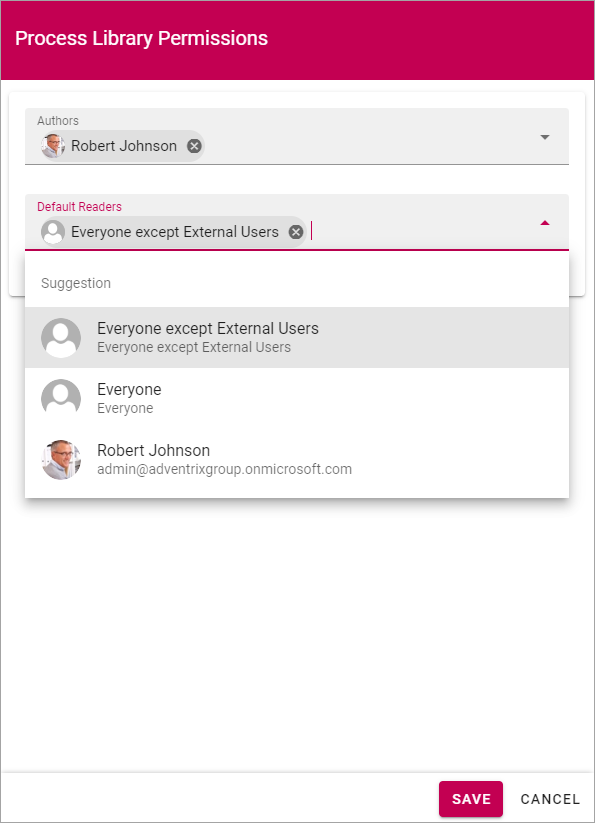 Process Library Permissions
Authors
Robert Johnson
Default Readers
Everyone except External Users
Suggestion
Everyone except External Users
Everyone except External Users
Everyone
Everyone
Robert Johnson
admin@adventrixgroup.onmicrosoft.com
SAVE CANCEL